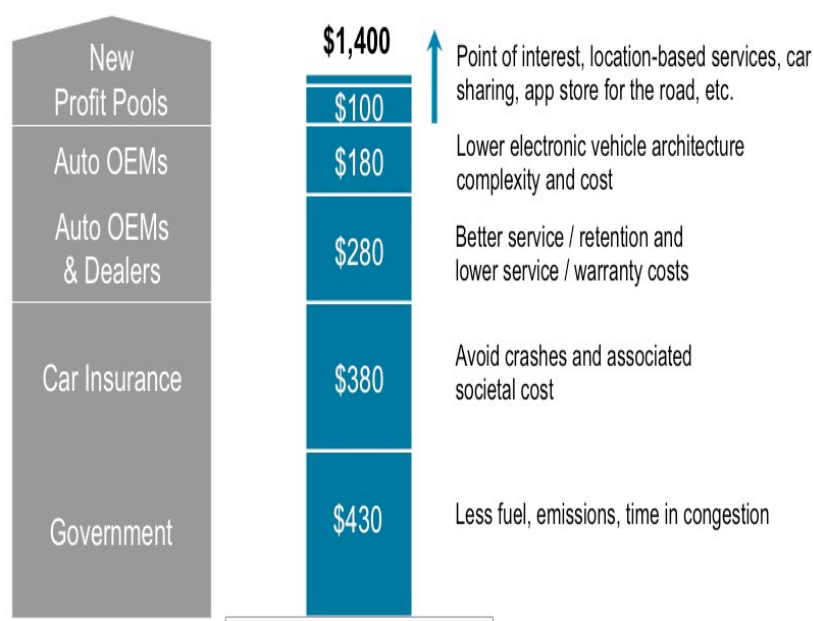 $1,400
New
Profit Pools
$100
Point of interest, location-based services, car
sharing, app store for the road, etc.
Auto OEMs
$180
Lower electronic vehicle architecture
complexity and cost
Auto OEMs
& Dealers
$280
Better service / retention and
lower service / warranty costs
Car Insurance
$380
Avoid crashes and associated
societal cost
Government
$430
Less fuel, emissions, time in congestion